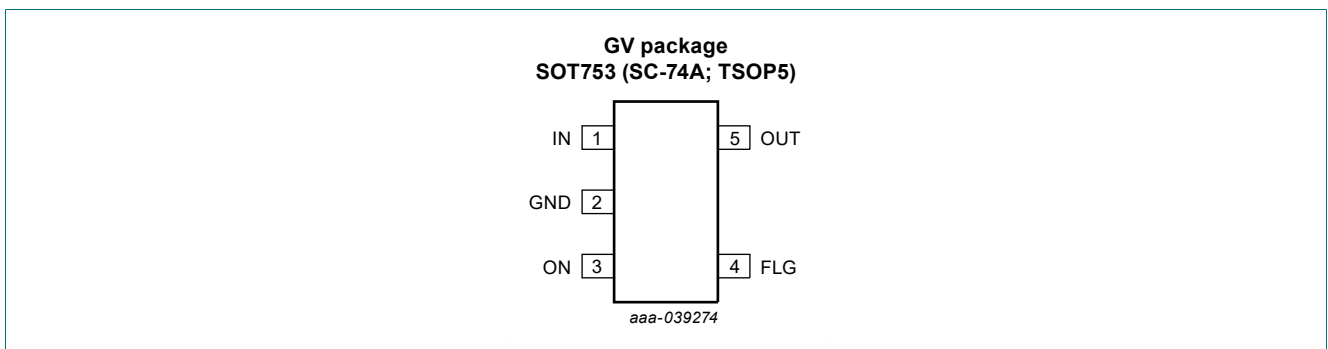 GV package
SOT753 (SC-74A; TSOP5)
IN 1 5 OUT
GND 2
ON 3 4 FLG
aaa-039274